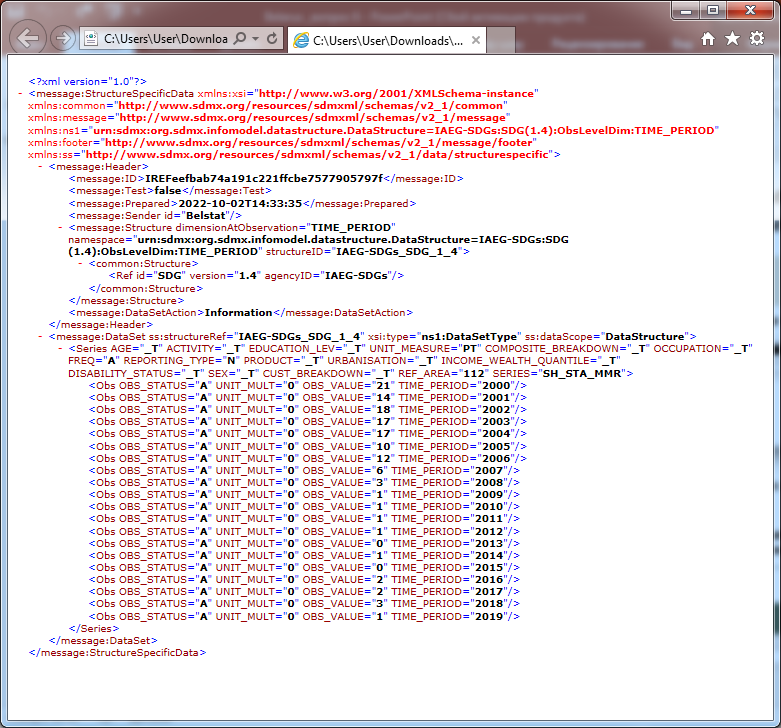 C:\Users\User\Downloa
C:\Users\User\Downloads\...
<?xml version="1.0"?>
- <message:StructureSpecificData xmlns:xsi="http://www.w3.org/2001/XMLSchema-instance"
xmlns:common="http://www.sdmx.org/resources/sdmxml/schemas/v2_1/common"
xmlns:message="http://www.sdmx.org/resources/sdmxml/schemas/v2_1/message"
xmlns:ns1="urn:sdmx:org.sdmx.infomodel.datastructure.DataStructure=IAEG-SDGs:SDG(1.4):ObsLevelDim:TIME_PERIOD"
xmlns:footer="http://www.sdmx.org/resources/sdmxml/schemas/v2_1/message/footer"
xmlns:ss="http://www.sdmx.org/resources/sdmxml/schemas/v2_1/data/structurespecific">
- <message:Header>
<message:ID>IREFeefbab74a191c221ffcbe7577905797f</message:ID>
<message:Test>false</message:Test>
<message:Prepared>2022-10-02T14:33:35</message:Prepared>
<message:Sender id="Belstat"/>
- <message:Structure dimensionAtObservation="TIME_PERIOD"
namespace="urn:sdmx:org.sdmx.infomodel.datastructure.DataStructure=IAEG-SDGs:SDG
(1.4):ObsLevelDim:TIME_PERIOD" structureID="IAEG-SDGs_SDG_1_4">
- <common:Structure>
<Ref id="SDG" version="1.4" agencyID="IAEG-SDGs"/>
</common:Structure>
</message:Structure>
<message:DataSetAction>Information</message:DataSetAction>
</message:Header>
- <message:DataSet ss:structureRef="IAEG-SDGs_SDG_1_4" xsi:type="ns1:DataSetType" ss:dataScope="DataStructure">
- <Series AGE="_T" ACTIVITY="_T" EDUCATION_LEV="_T" UNIT_MEASURE="PT" COMPOSITE_BREAKDOWN="_T" OCCUPATION="_T"
FREQ="A" REPORTING_TYPE="N" PRODUCT="_T" URBANISATION="_T" INCOME_WEALTH_QUANTILE="_T"
DISABILITY_STATUS="_T" SEX="_T" CUST_BREAKDOWN="_T" REF_AREA="112" SERIES="SH_STA_MMR">
<Obs OBS_STATUS="A" UNIT_MULT="0" OBS_VALUE="21" TIME_PERIOD="2000"/>
<Obs OBS_STATUS="A" UNIT_MULT="0" OBS_VALUE="14" TIME_PERIOD="2001"/>
<Obs OBS_STATUS="A" UNIT_MULT="0" OBS_VALUE="18" TIME_PERIOD="2002"/>
<Obs OBS_STATUS="A" UNIT_MULT="0" OBS_VALUE="17" TIME_PERIOD="2003"/>
<Obs OBS_STATUS="A" UNIT_MULT="0" OBS_VALUE="17" TIME_PERIOD="2004"/>
<Obs OBS_STATUS="A" UNIT_MULT="0" OBS_VALUE="10" TIME_PERIOD="2005"/>
<Obs OBS_STATUS="A" UNIT_MULT="0" OBS_VALUE="12" TIME_PERIOD="2006"/>
<Obs OBS_STATUS="A" UNIT_MULT="0" OBS_VALUE="6" TIME_PERIOD="2007"/>
<Obs OBS_STATUS="A" UNIT_MULT="0" OBS_VALUE="3" TIME_PERIOD="2008"/>
<Obs OBS_STATUS="A" UNIT_MULT="0" OBS_VALUE="1" TIME_PERIOD="2009"/>
<Obs OBS_STATUS="A" UNIT_MULT="0" OBS_VALUE="1" TIME_PERIOD="2010"/>
<Obs OBS_STATUS="A" UNIT_MULT="0" OBS_VALUE="1" TIME_PERIOD="2011"/>
<Obs OBS_STATUS="A" UNIT_MULT="0" OBS_VALUE="1" TIME_PERIOD="2012"/>
<Obs OBS_STATUS="A" UNIT_MULT="0" OBS_VALUE="0" TIME_PERIOD="2013"/>
<Obs OBS_STATUS="A" UNIT_MULT="0" OBS_VALUE="1" TIME_PERIOD="2014"/>
<Obs OBS_STATUS="A" UNIT_MULT="0" OBS_VALUE="0" TIME_PERIOD="2015"/>
<Obs OBS_STATUS="A" UNIT_MULT="0" OBS_VALUE="2" TIME_PERIOD="2016"/>
<Obs OBS_STATUS="A" UNIT_MULT="0" OBS_VALUE="2" TIME_PERIOD="2017"/>
<Obs OBS_STATUS="A" UNIT_MULT="0" OBS_VALUE="3" TIME_PERIOD="2018"/>
<Obs OBS_STATUS="A" UNIT_MULT="0" OBS_VALUE="1" TIME_PERIOD="2019"/>
</Series>
</message:DataSet>
</message:StructureSpecificData>